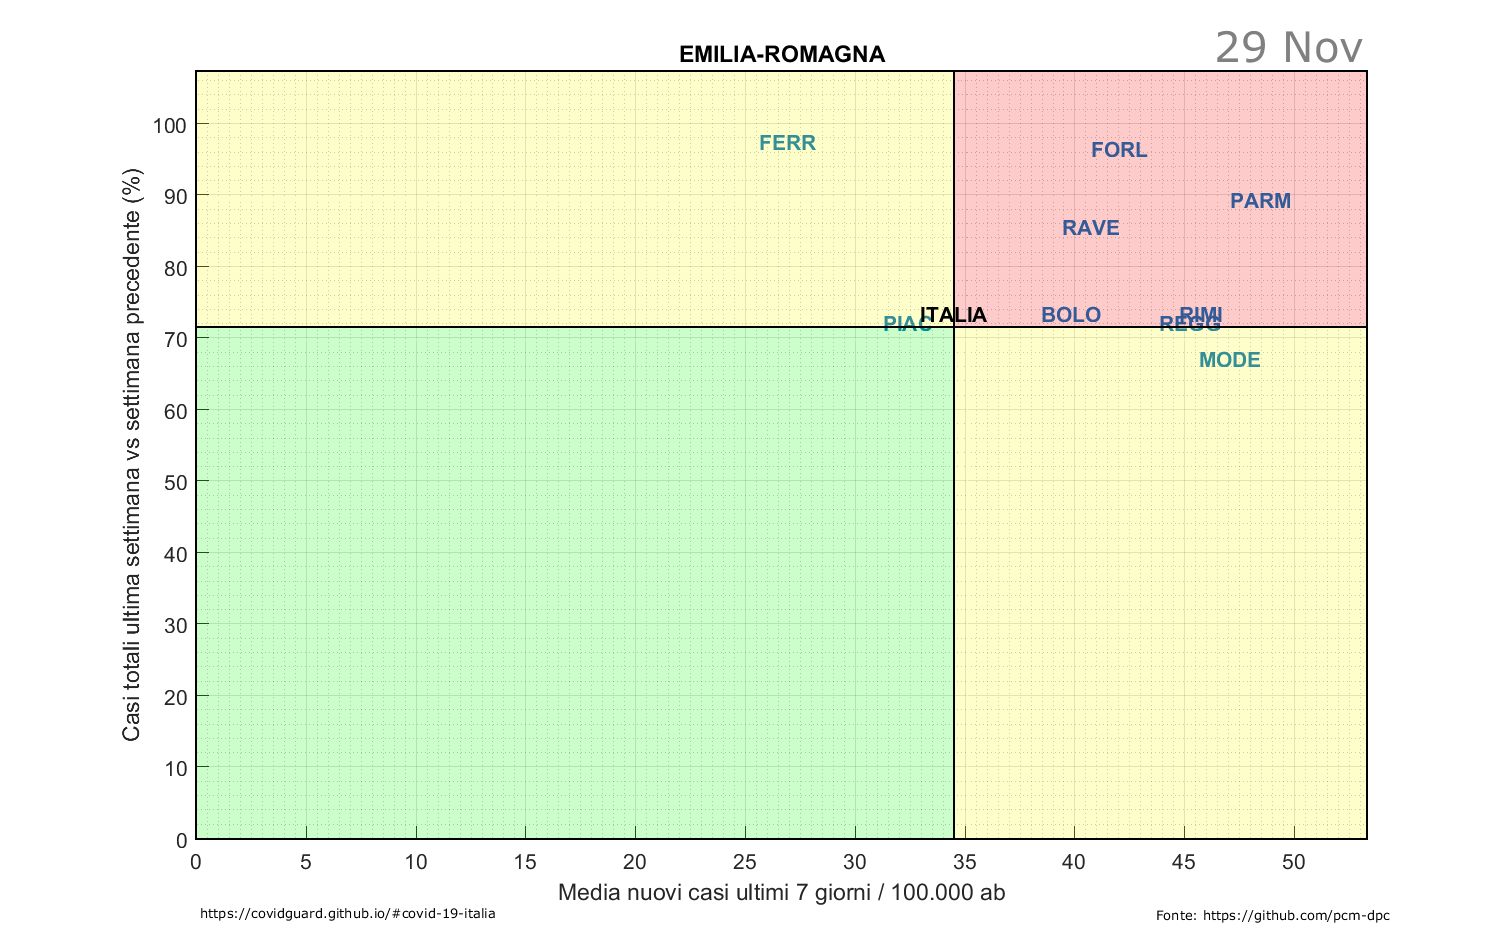 29 Nov
EMILIA-ROMAGNA
Casi totali ultima settimana vs settimana precedente (%)
100
90
80
70
60
50
40
30
20
10
0
FERR
FORL
PARM
RAVE
ITALIA
BOLO
RIMI
PIAC
REGG
MODE
0 5 10 15 20 25 30 35 40 45 50
Media nuovi casi ultimi 7 giorni / 100.000 ab
https://covidguard.github.io/#covid-19-italia
Fonte: https://github.com/pcm-dpc